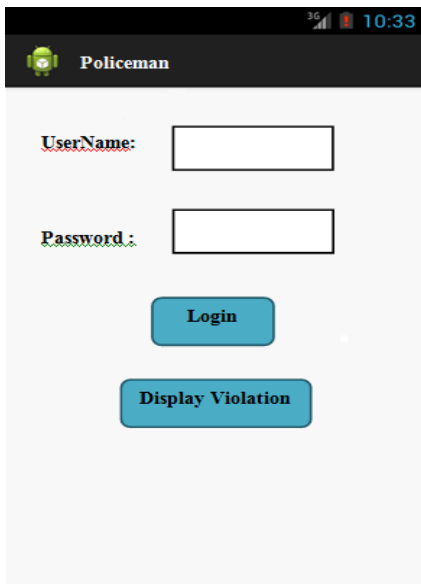 3G 10:33
Policeman
UserName:
Password :
Login
Display Violation